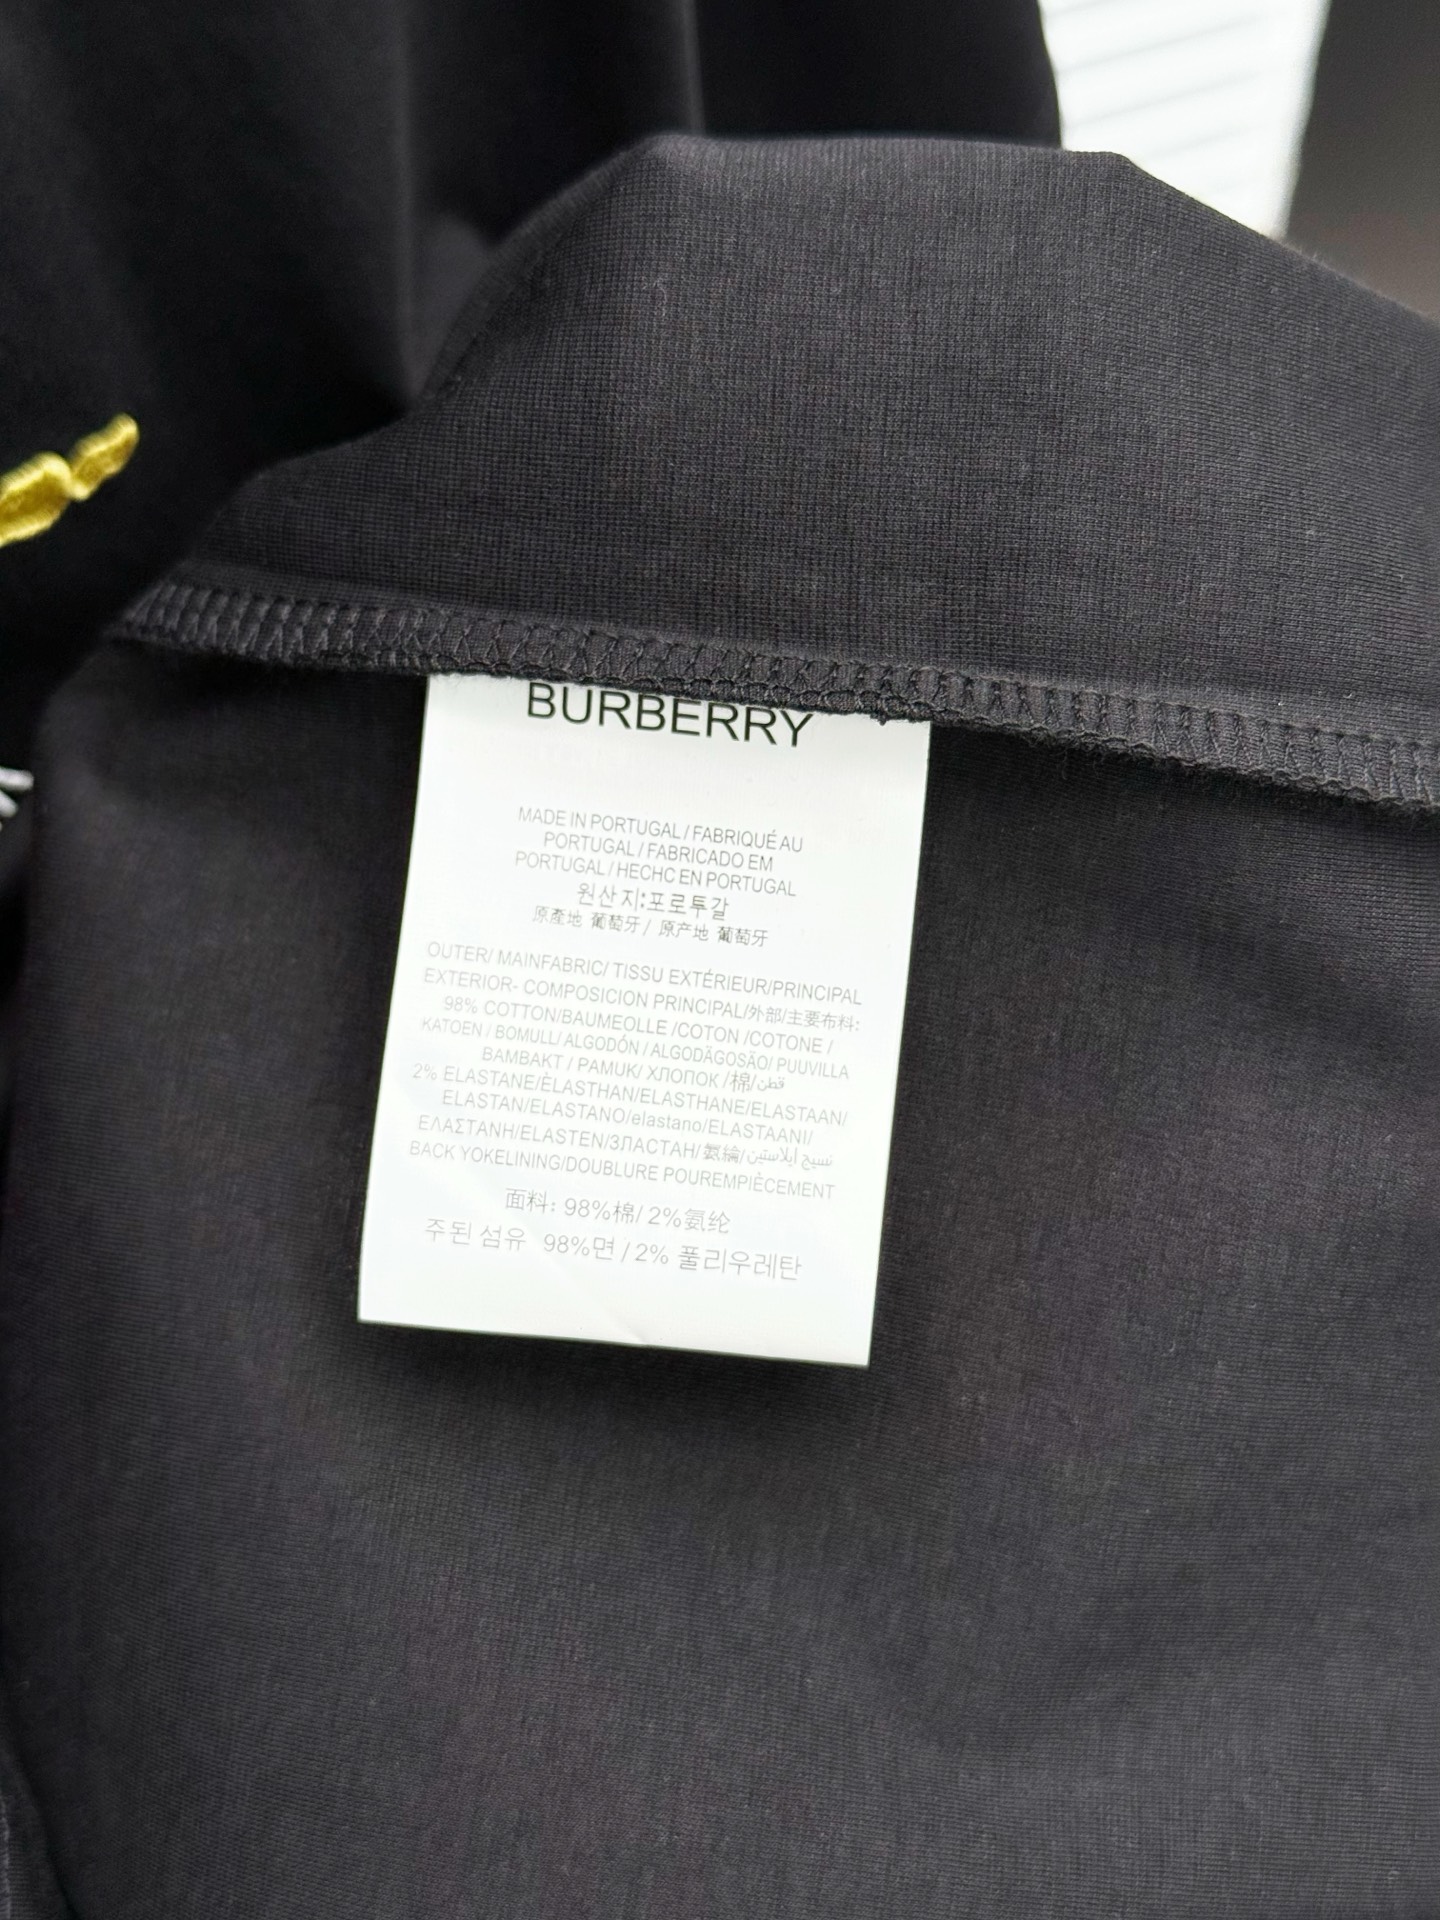 BURBERRY
MADE IN PORTUGAL / FABRIQUÉ AU
PORTUGAL / FABRICADO EM
PORTUGAL / HECHC EN PORTUGAL
원산지:포로투갈
原產地 葡萄牙 / 原产地 葡萄牙
OUTER/ MAINFABRIC/ TISSU EXTÉRIEUR/PRINCIPAL
EXTERIOR- COMPOSICION PRINCIPAL/外部/主要布料:
98% COTTON/BAUMEOLLE /COTON /COTONE /
KATOEN / BOMULL/ ALGODÓN / ALGODÃGOSÃO/ PUUVILLA
BAMBAKT / PAMUK/ ХЛОПОК /棉/قطن
2% ELASTANE/ÈLASTHAN/ELASTHANE/ELASTAAN/
ELASTAN/ELASTANO/elastano/ELASTAANI/
ΕΛΑΣΤΑΝΗ/ELASTEN/ЗПАСТАН/氨綸/نسيج ايلاستين
BACK YOKELINING/DOUBLURE POUREMPIÈCEMENT
面料: 98%棉/ 2%氨纶
주된 섬유 98%면 / 2% 폴리우레탄